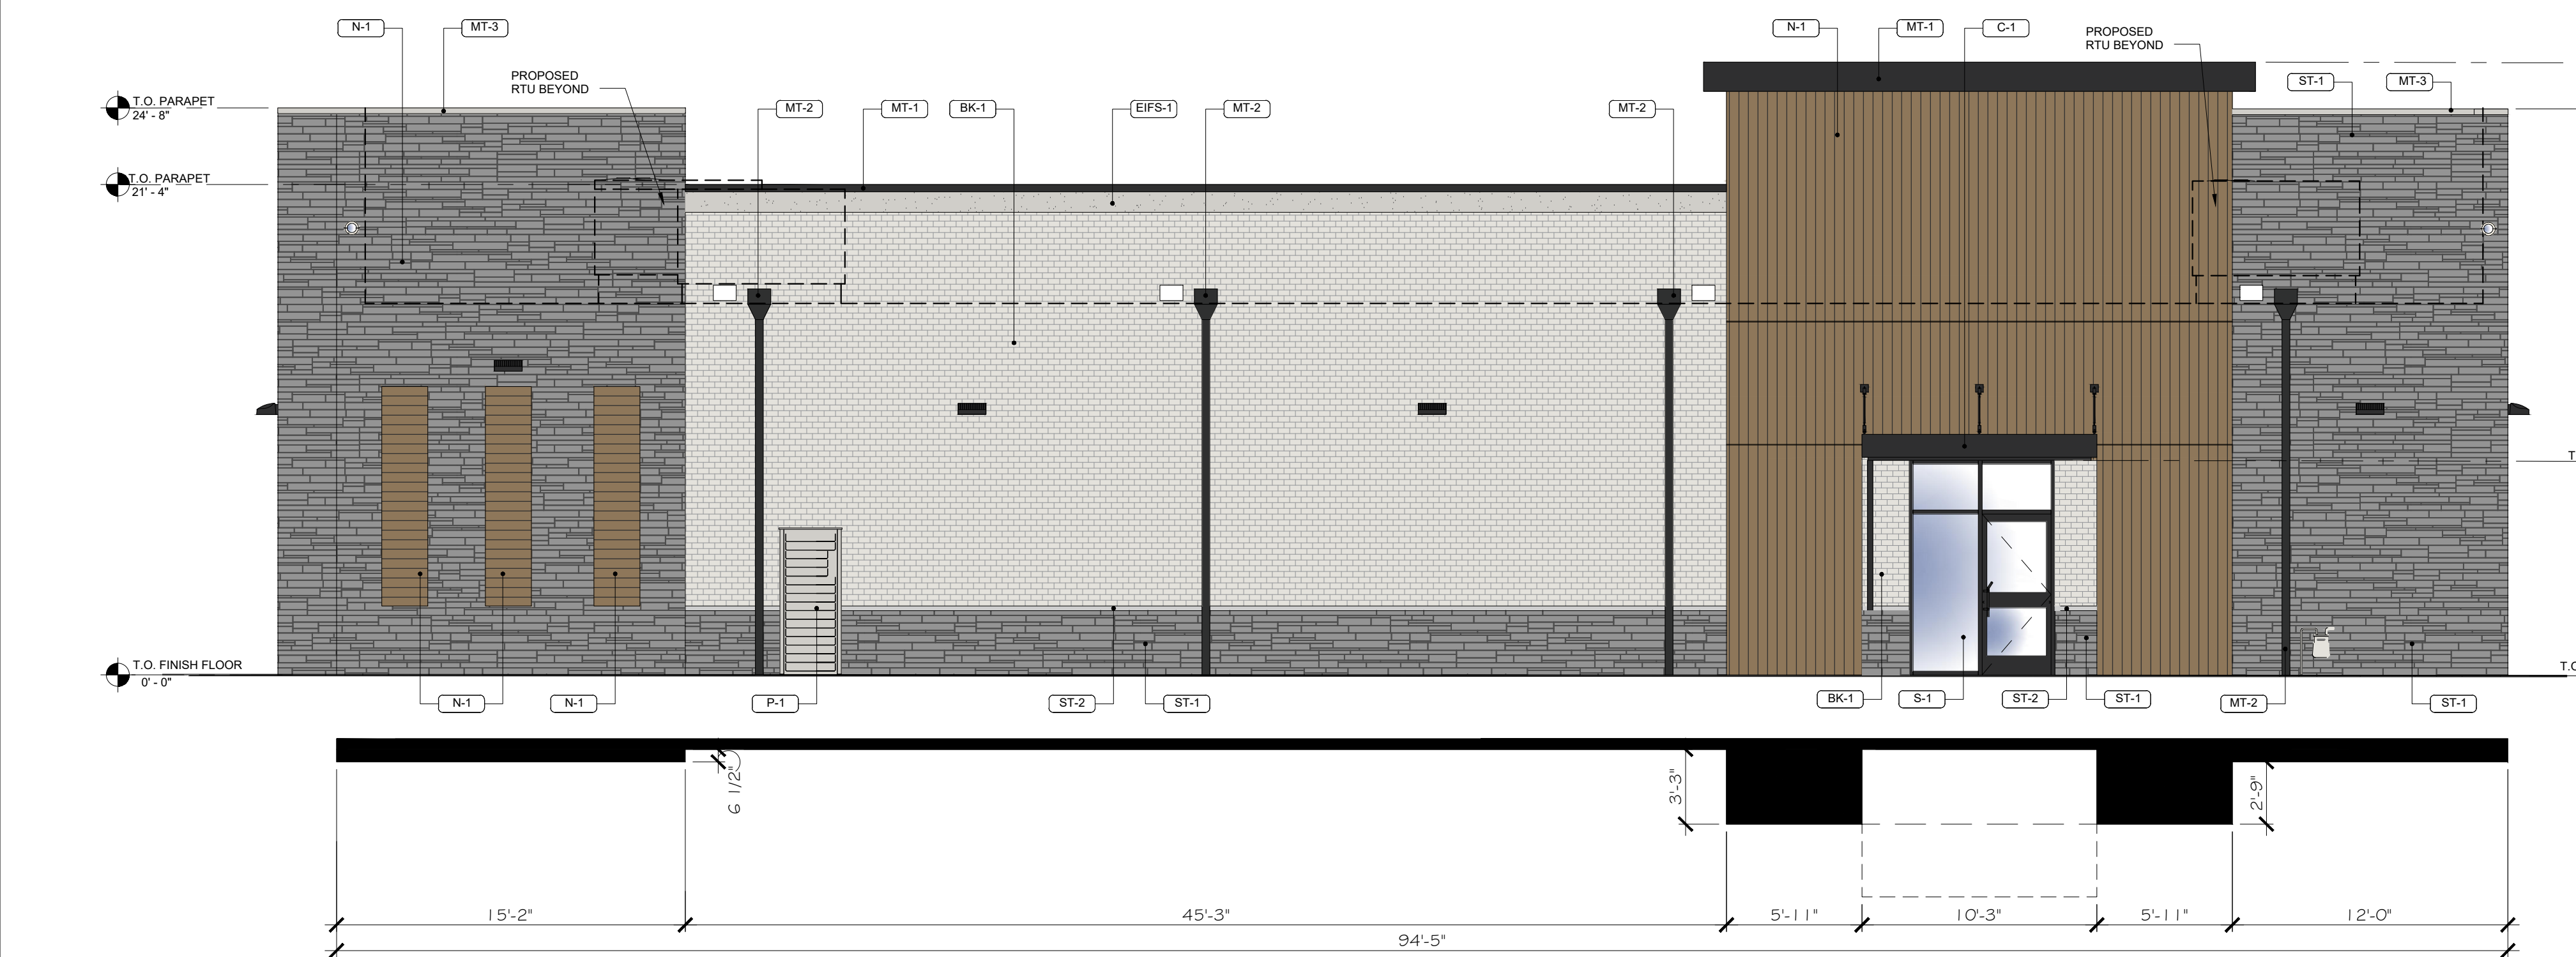 N-1
MT-3
N-1
MT-1
C-1
PROPOSED
RTU BEYOND
PROPOSED
RTU BEYOND
ST-1
MT-3
T.O. PARAPET
24' - 8"
MT-2
MT-1
BK-1
EIFS-1
MT-2
MT-2
T.O. PARAPET
21' - 4"
T
T.O. FINISH FLOOR
0' - 0"
T.O
N-1
N-1
P-1
ST-2
ST-1
BK-1
S-1
ST-2
ST-1
MT-2
ST-1
6 1/2"
3'-3"
2'-9"
15'-2"
45'-3"
5'-11"
10'-3"
5'-11"
12'-0"
94'-5"